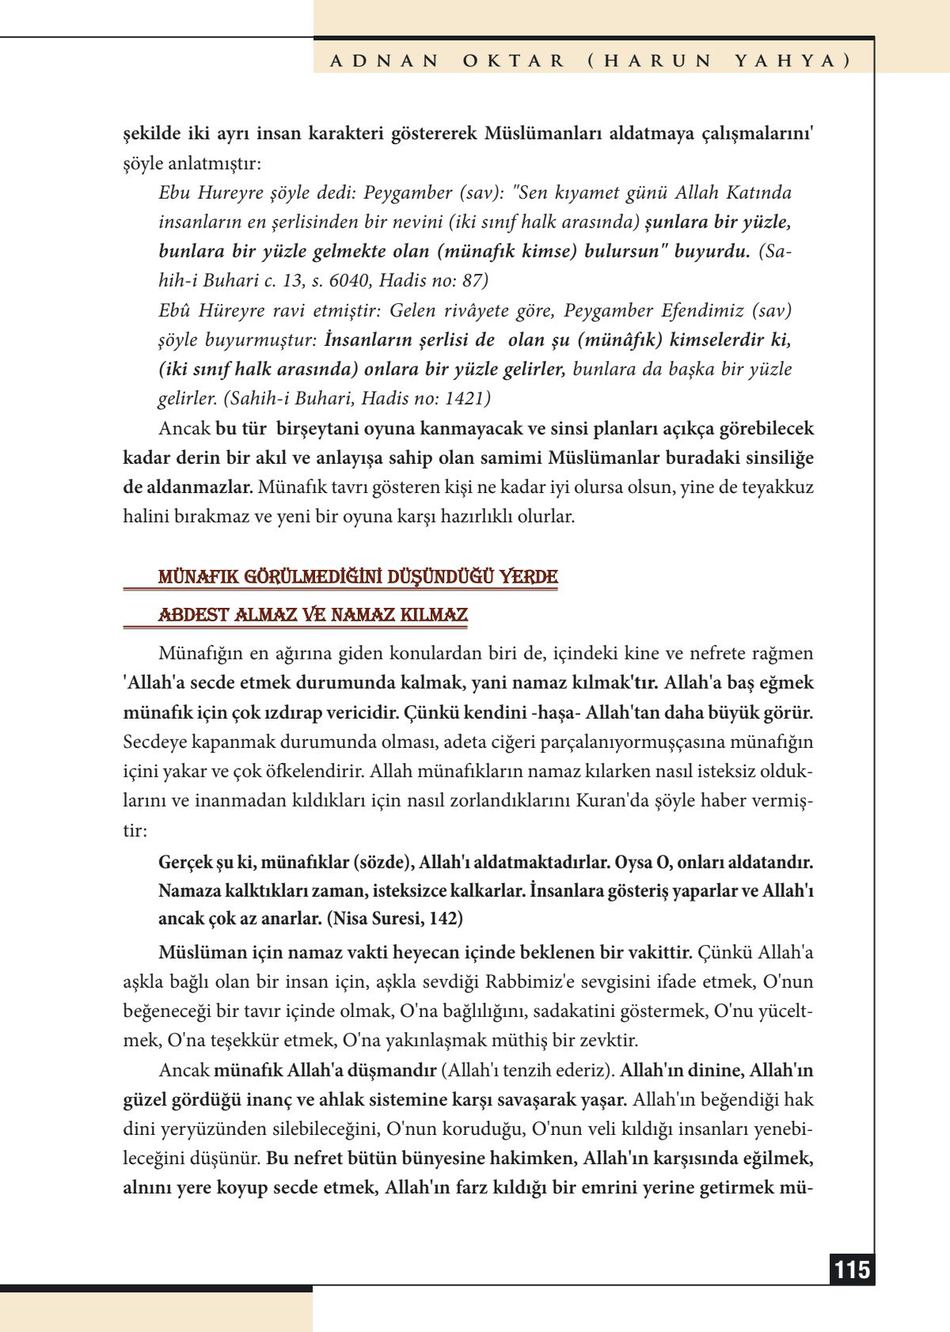 ADNAN OKTAR (HARUN YAHYA)
şekilde iki ayrı insan karakteri göstererek Müslümanları aldatmaya çalışmalarını'
şöyle anlatmıştır:
Ebu Hureyre şöyle dedi: Peygamber (sav): "Sen kıyamet günü Allah Katında
insanların en şerlisinden bir nevini (iki sınıf halk arasında) şunlara bir yüzle,
bunlara bir yüzle gelmekte olan (münafık kimse) bulursun" buyurdu. (Sa-
hih-i Buhari c. 13, s. 6040, Hadis no: 87)
Ebû Hüreyre ravi etmiştir: Gelen rivâyete göre, Peygamber Efendimiz (sav)
şöyle buyurmuştur: İnsanların şerlisi de  olan şu (münâfık) kimselerdir ki,
(iki sınıf halk arasında) onlara bir yüzle gelirler, bunlara da başka bir yüzle
gelirler. (Sahih-i Buhari, Hadis no: 1421)
Ancak bu tür  birşeytani oyuna kanmayacak ve sinsi planları açıkça görebilecek
kadar derin bir akıl ve anlayışa sahip olan samimi Müslümanlar buradaki sinsiliğe
de aldanmazlar. Münafık tavrı gösteren kişi ne kadar iyi olursa olsun, yine de teyakkuz
halini bırakmaz ve yeni bir oyuna karşı hazırlıklı olurlar.
MÜNAFIK GÖRÜLMEDİĞİNİ DÜŞÜNDÜĞÜ YERDE
ABDEST ALMAZ VE NAMAZ KILMAZ
Münafığın en ağırına giden konulardan biri de, içindeki kine ve nefrete rağmen
'Allah'a secde etmek durumunda kalmak, yani namaz kılmak'tır. Allah'a baş eğmek
münafık için çok ızdırap vericidir. Çünkü kendini -haşa- Allah'tan daha büyük görür.
Secdeye kapanmak durumunda olması, adeta ciğeri parçalanıyormuşçasına münafığın
içini yakar ve çok öfkelendirir. Allah münafıkların namaz kılarken nasıl isteksiz olduk-
larını ve inanmadan kıldıkları için nasıl zorlandıklarını Kuran'da şöyle haber vermiş-
tir:
Gerçek şu ki, münafıklar (sözde), Allah'ı aldatmaktadırlar. Oysa O, onları aldatandır.
Namaza kalktıkları zaman, isteksizce kalkarlar. İnsanlara gösteriş yaparlar ve Allah'ı
ancak çok az anarlar. (Nisa Suresi, 142)
Müslüman için namaz vakti heyecan içinde beklenen bir vakittir. Çünkü Allah'a
aşkla bağlı olan bir insan için, aşkla sevdiği Rabbimiz'e sevgisini ifade etmek, O'nun
beğeneceği bir tavır içinde olmak, O'na bağlılığını, sadakatini göstermek, O'nu yücelt-
mek, O'na teşekkür etmek, O'na yakınlaşmak müthiş bir zevktir.
Ancak münafık Allah'a düşmandır (Allah'ı tenzih ederiz). Allah'ın dinine, Allah'ın
güzel gördüğü inanç ve ahlak sistemine karşı savaşarak yaşar. Allah'ın beğendiği hak
dini yeryüzünden silebileceğini, O'nun koruduğu, O'nun veli kıldığı insanları yenebi-
leceğini düşünür. Bu nefret bütün bünyesine hakimken, Allah'ın karşısında eğilmek,
alnını yere koyup secde etmek, Allah'ın farz kıldığı bir emrini yerine getirmek mü-
115